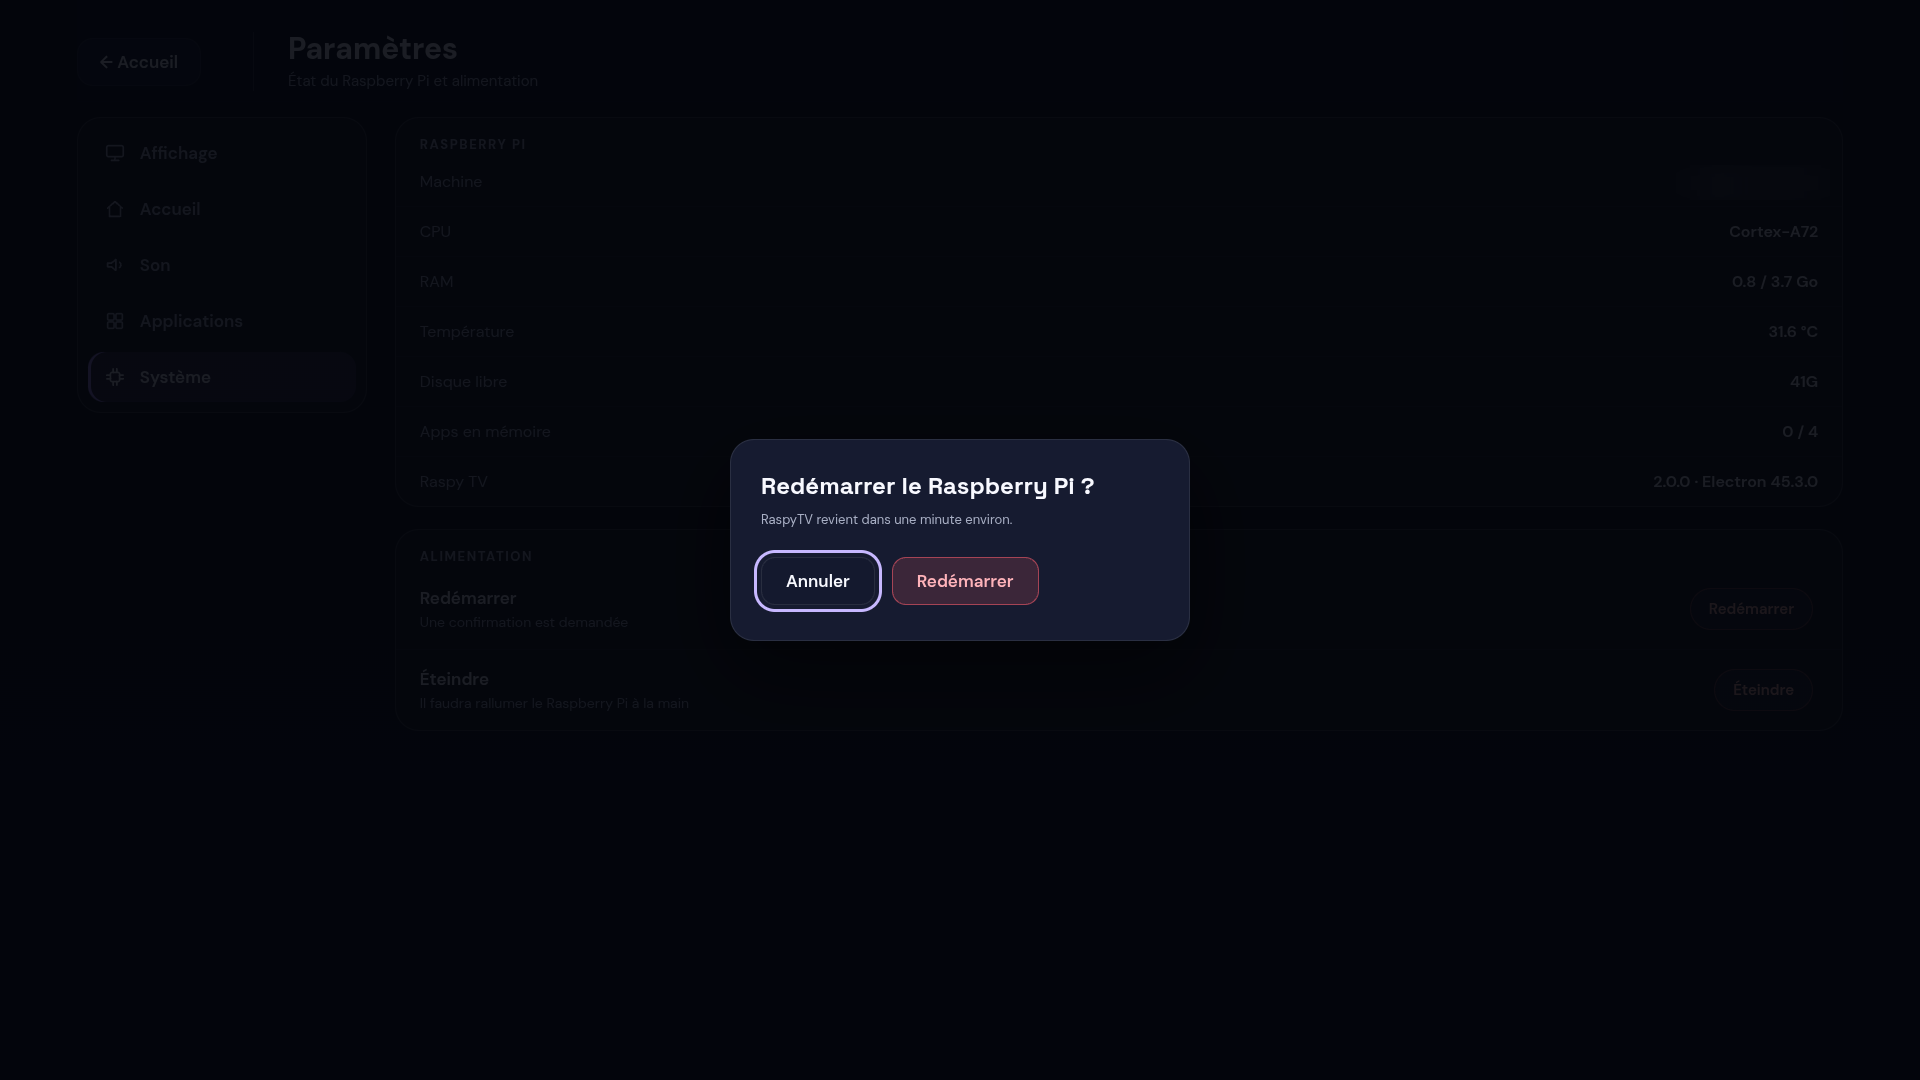 ← Accueil
Paramètres
État du Raspberry Pi et alimentation
Affichage
Accueil
Son
Applications
Système
RASPBERRY PI
Machine
CPU
Cortex-A72
RAM
0.8 / 3.7 Go
Température
31.6 °C
Disque libre
41G
Apps en mémoire
0 / 4
Raspy TV
2.0.0 · Electron 45.3.0
Redémarrer le Raspberry Pi ?
RaspyTV revient dans une minute environ.
Annuler
Redémarrer
ALIMENTATION
Redémarrer
Une confirmation est demandée
Redémarrer
Éteindre
Il faudra rallumer le Raspberry Pi à la main
Éteindre